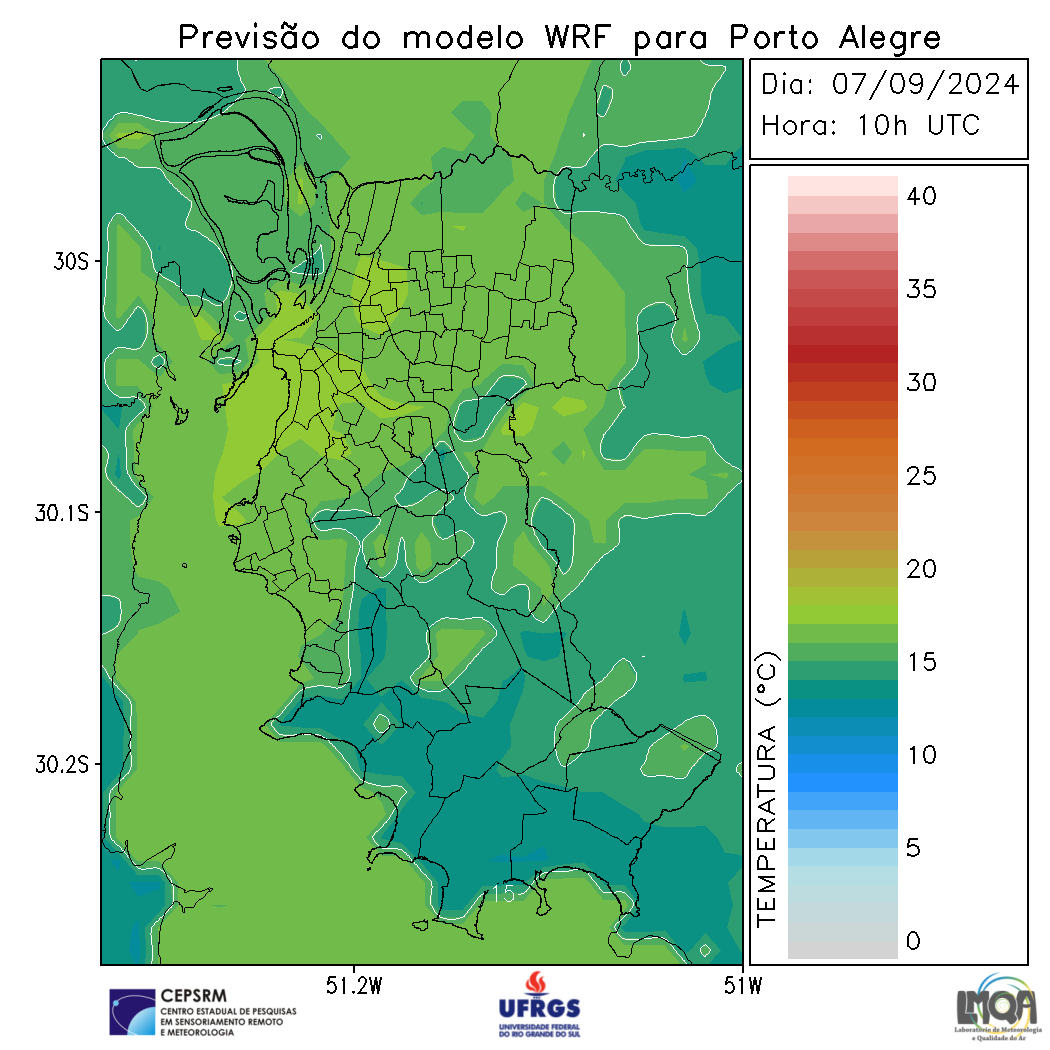 Previsão do modelo WRF para Porto Alegre
Dia: 07/09/2024
Hora: 10h UTC
30S
30.1S
30.2S
51.2W
51W
15
TEMPERATURA (°C)
40
35
30
25
20
15
10
5
0
CEPSRM
CENTRO ESTADUAL DE PESQUISAS
EM SENSORIAMENTO REMOTO
E METEOROLOGIA
UFRGS
UNIVERSIDADE FEDERAL
DO RIO GRANDE DO SUL
LMQA
Laboratório de Meteorologia
e Qualidade do Ar